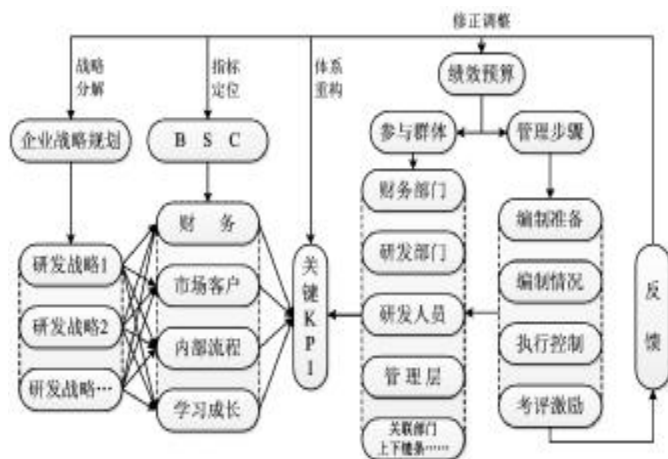 修正调整
战略
分解
指标
定位
体系
重构
绩效预算
企业战略规划
B S C
参与群体
管理步骤
财 务
市场客户
内部流程
学习成长
研发战略1
研发战略2
研发战略…
关键KPI
财务部门
研发部门
研发人员
管 理 层
关联部门
上下链条……
编制准备
编制情况
执行控制
考评激励
反馈